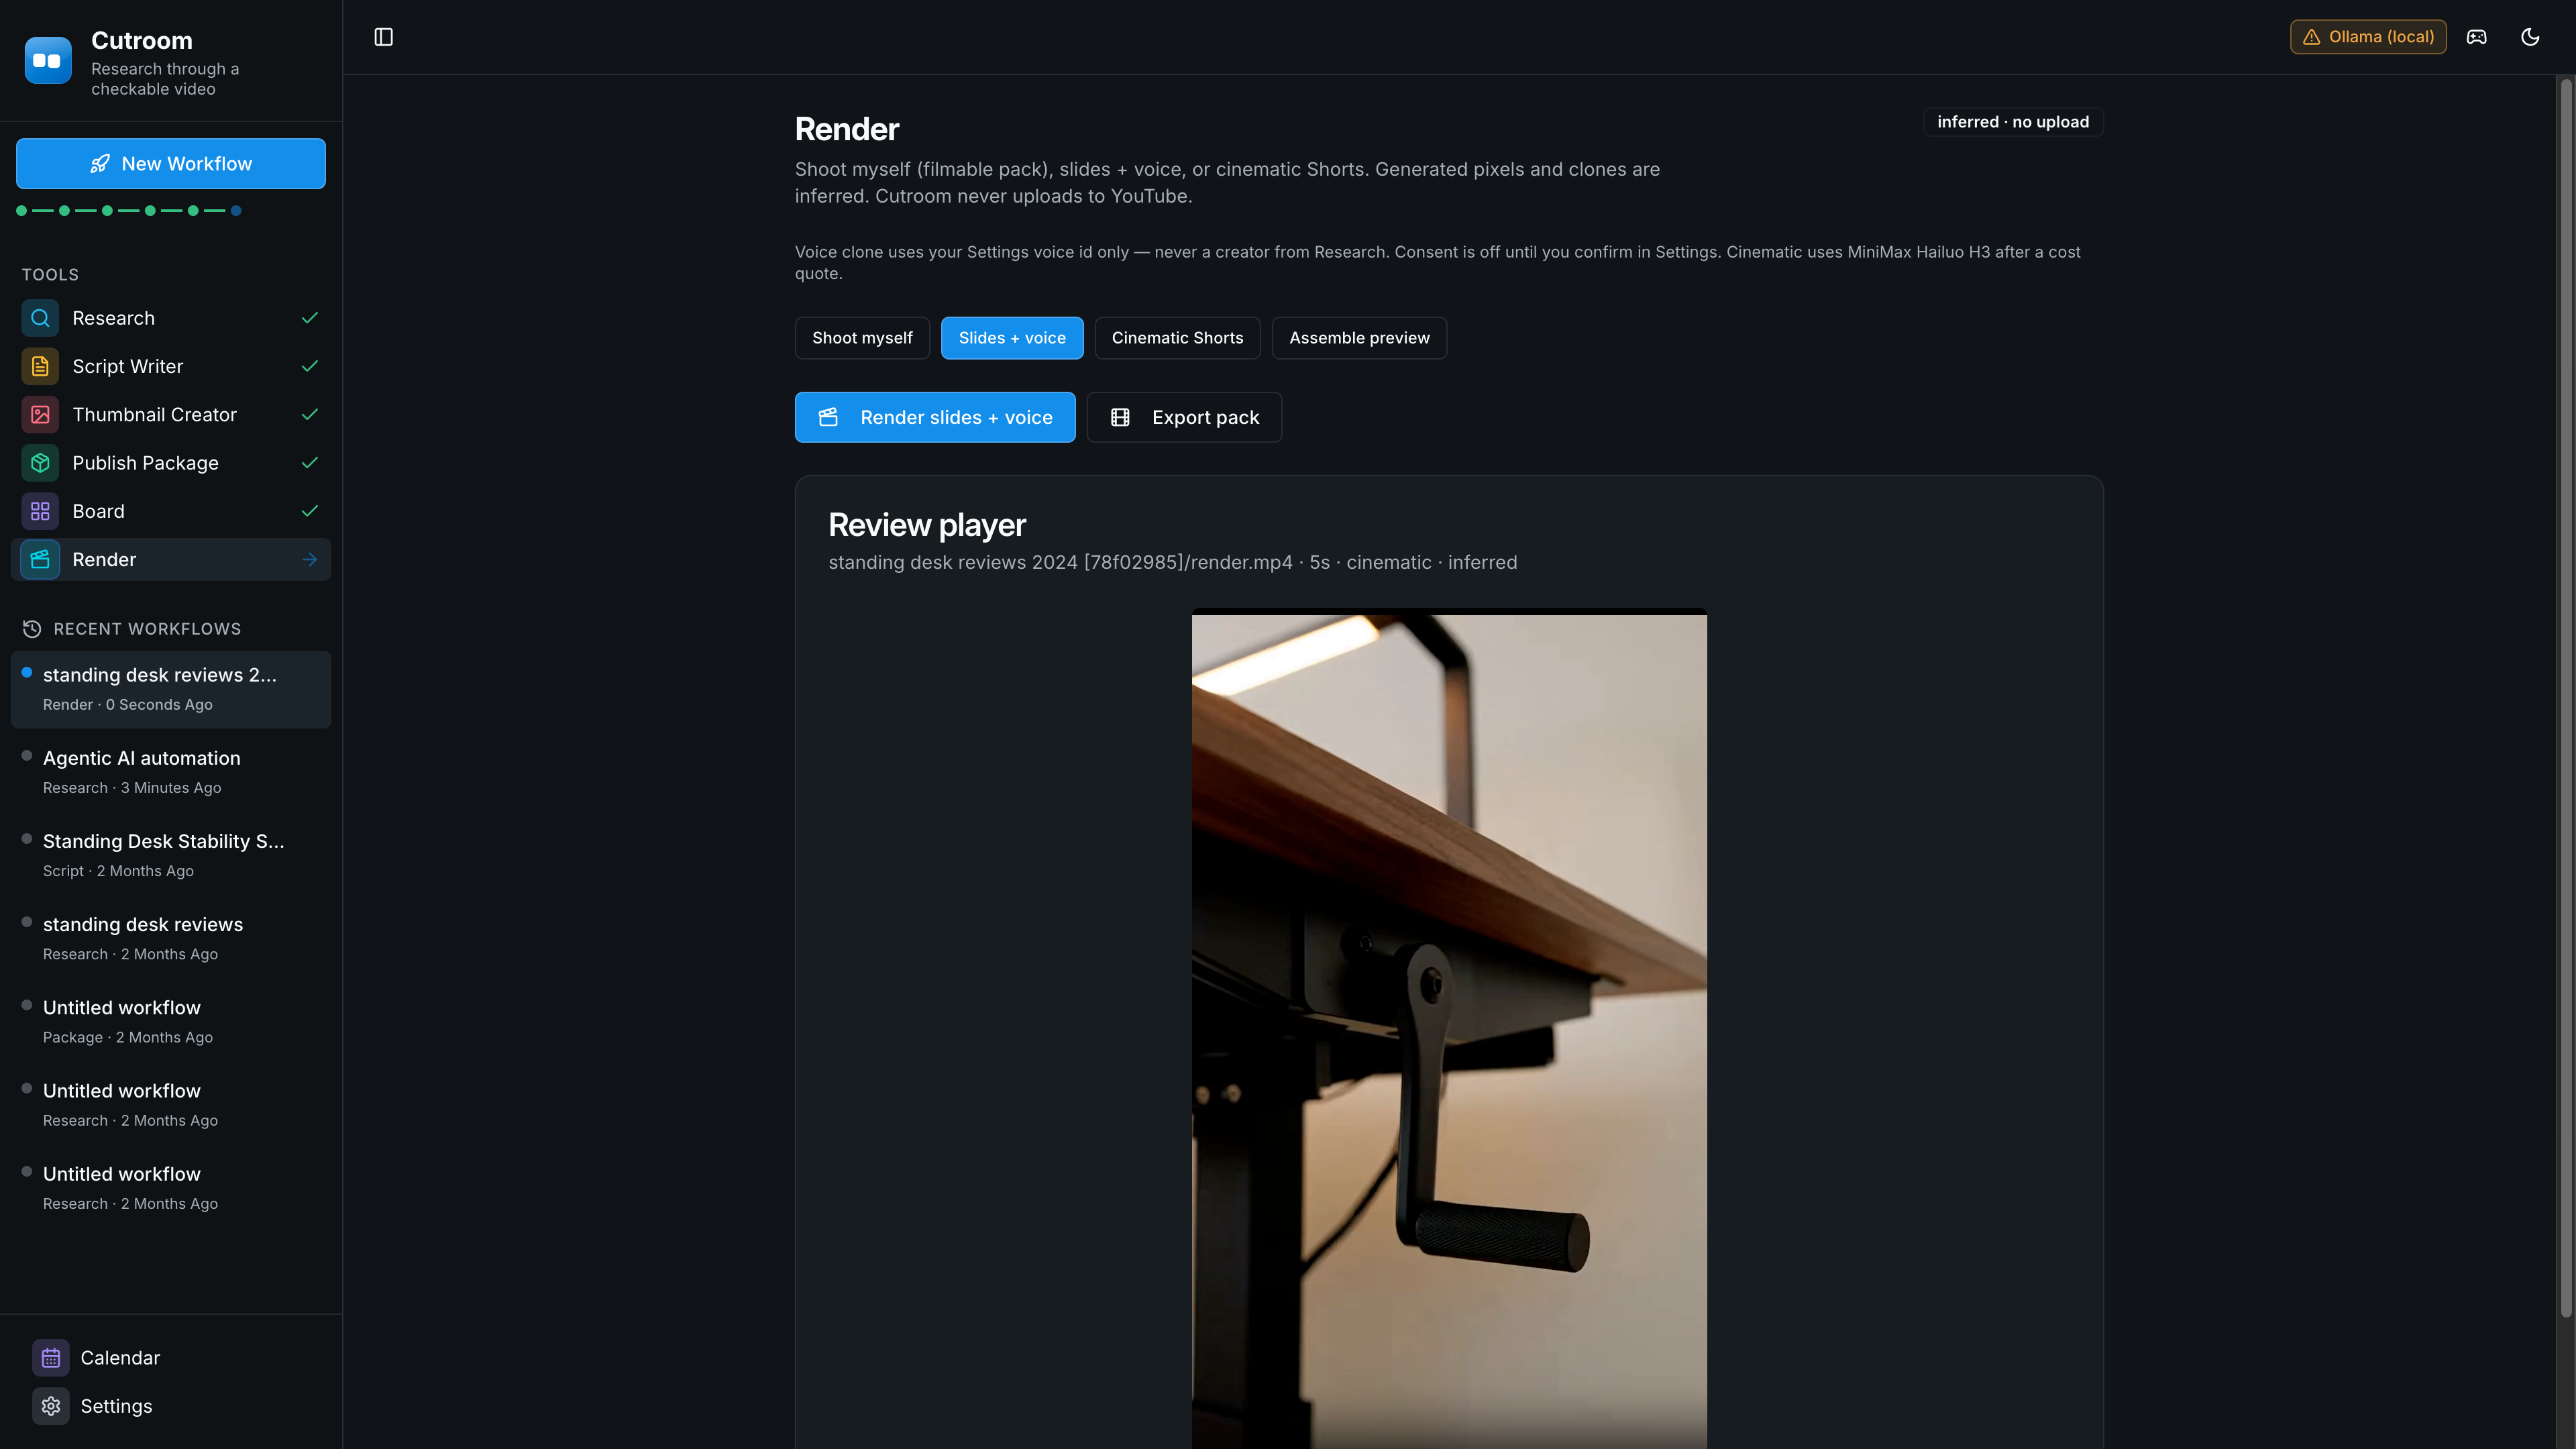 Cutroom
Research through a
checkable video
New Workflow
TOOLS
Research
Script Writer
Thumbnail Creator
Publish Package
Board
Render
RECENT WORKFLOWS
standing desk reviews 2...
Render · 0 Seconds Ago
Agentic AI automation
Research · 3 Minutes Ago
Standing Desk Stability S...
Script · 2 Months Ago
standing desk reviews
Research · 2 Months Ago
Untitled workflow
Package · 2 Months Ago
Untitled workflow
Research · 2 Months Ago
Untitled workflow
Research · 2 Months Ago
Calendar
Settings
Ollama (local)
Render
inferred · no upload
Shoot myself (filmable pack), slides + voice, or cinematic Shorts. Generated pixels and clones are
inferred. Cutroom never uploads to YouTube.
Voice clone uses your Settings voice id only — never a creator from Research. Consent is off until you confirm in Settings. Cinematic uses MiniMax Hailuo H3 after a cost
quote.
Shoot myself
Slides + voice
Cinematic Shorts
Assemble preview
Render slides + voice
Export pack
Review player
standing desk reviews 2024 [78f02985]/render.mp4 · 5s · cinematic · inferred